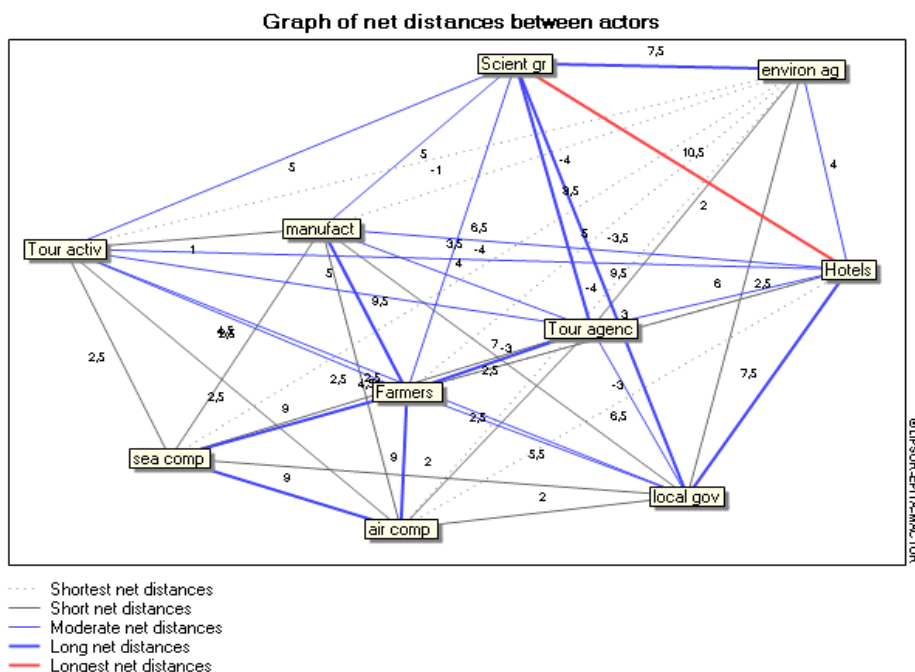 Graph of net distances between actors
Scient gr
7,5
environ ag
5
5
-1
-4
10,5
4
8,5
2
manufact
6,5
5
-3,5
Tour activ
1
3,5
-4
4
Hotels
5
9,5
9,5
-4
6
2,5
3
Tour agenc
2,5
7
-3
2,5
2,5
Farmers
2,5
-3
7,5
2,5
9
2,5
6,5
sea comp
9
9
2
5,5
local gov
2
air comp
Shortest net distances
Short net distances
Moderate net distances
Long net distances
Longest net distances